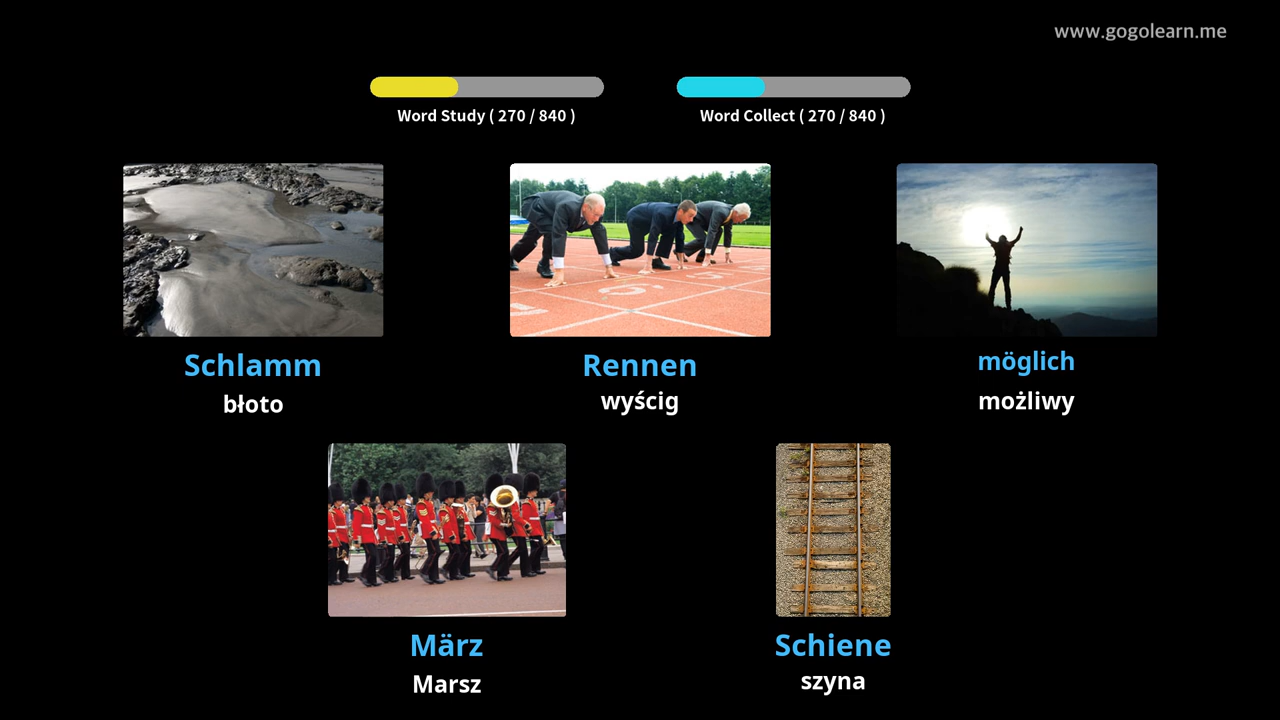 www.gogolearn.me
Word Study ( 270 / 840 )
Word Collect ( 270 / 840 )
Schlamm
błoto
Rennen
wyścig
möglich
możliwy
März
Marsz
Schiene
szyna